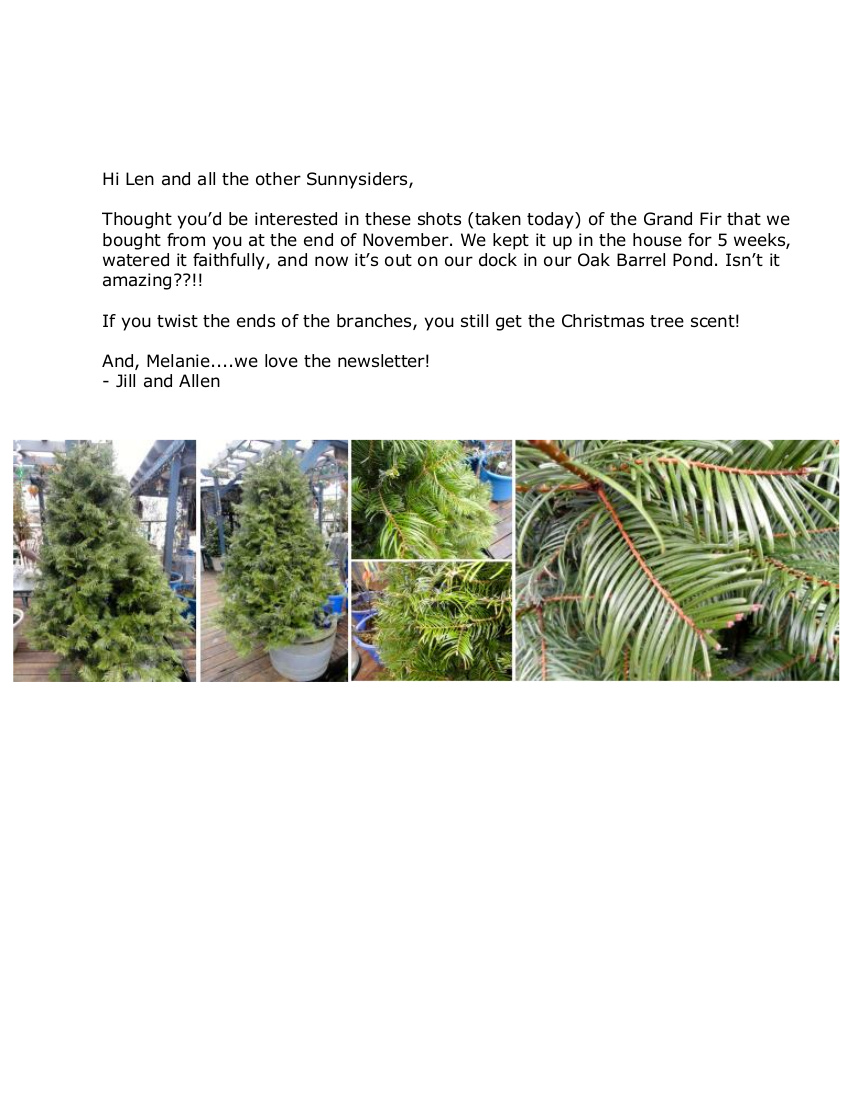 Hi Len and all the other Sunnysiders,
Thought you’d be interested in these shots (taken today) of the Grand Fir that we
bought from you at the end of November. We kept it up in the house for 5 weeks,
watered it faithfully, and now it’s out on our dock in our Oak Barrel Pond. Isn’t it
amazing??!!
If you twist the ends of the branches, you still get the Christmas tree scent!
And, Melanie....we love the newsletter!
- Jill and Allen